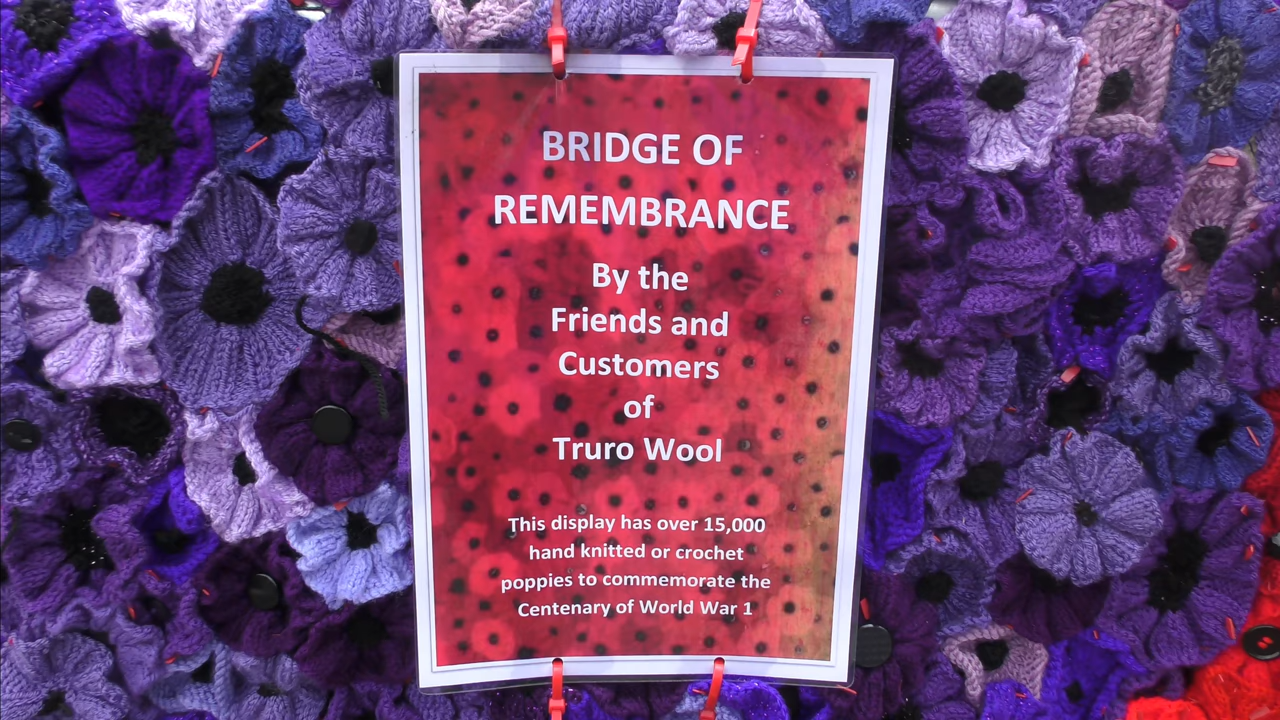 BRIDGE OF
REMEMBRANCE
By the
Friends and
Customers
of
Truro Wool
This display has over 15,000
hand knitted or crochet
poppies to commemorate the
Centenary of World War 1